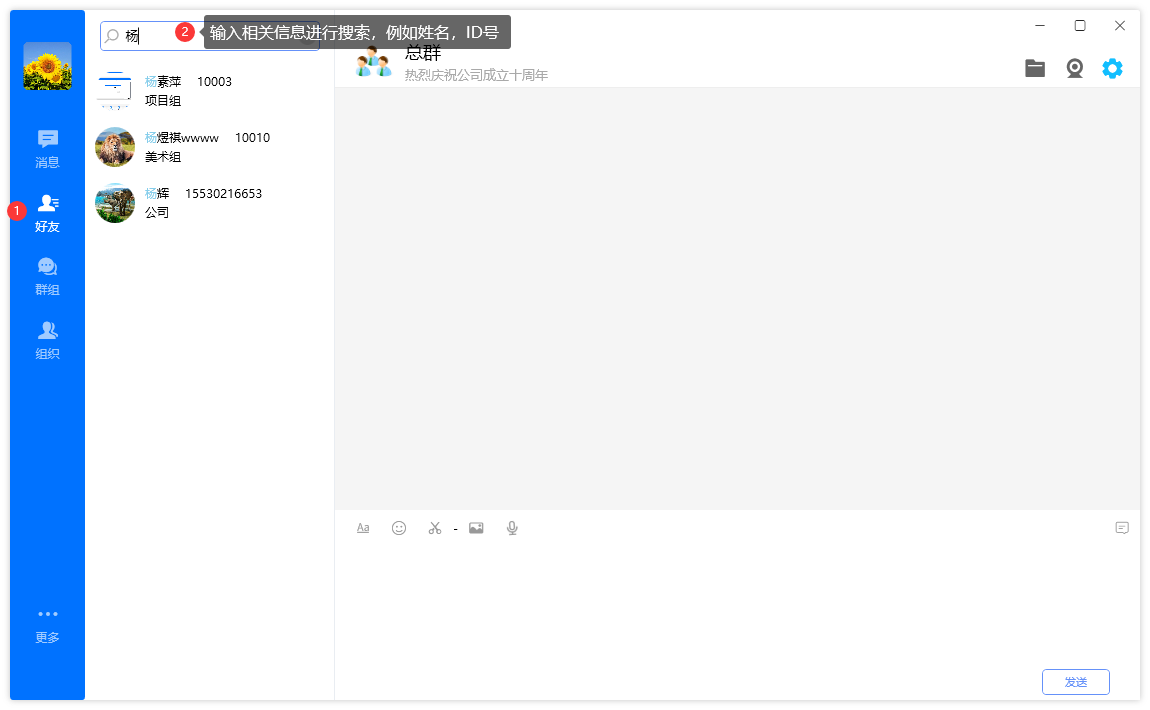 杨
2 输入相关信息进行搜索，例如姓名，ID号
总群
热烈庆祝公司成立十周年
杨素萍 10003
项目组
杨煜祺wwww 10010
美术组
杨辉 15530216653
公司
消息
1
好友
群组
组织
更多
Aa
发送